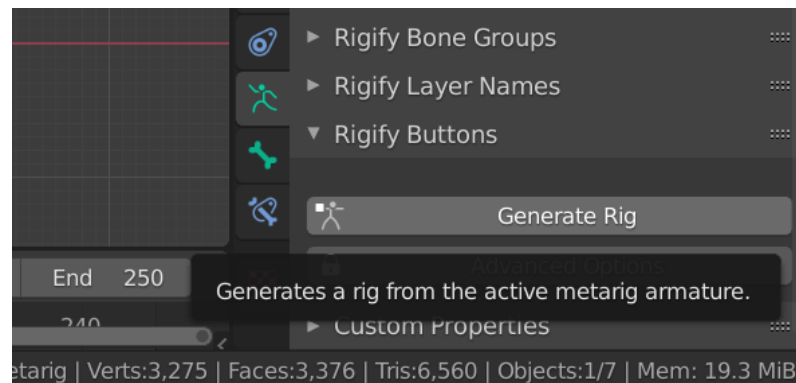 Rigify Bone Groups
Rigify Layer Names
Rigify Buttons
Generate Rig
Advanced Options
End 250
Generates a rig from the active metarig armature.
240
Custom Properties
etarig | Verts:3,275 | Faces:3,376 | Tris:6,560 | Objects:1/7 | Mem: 19.3 MiB